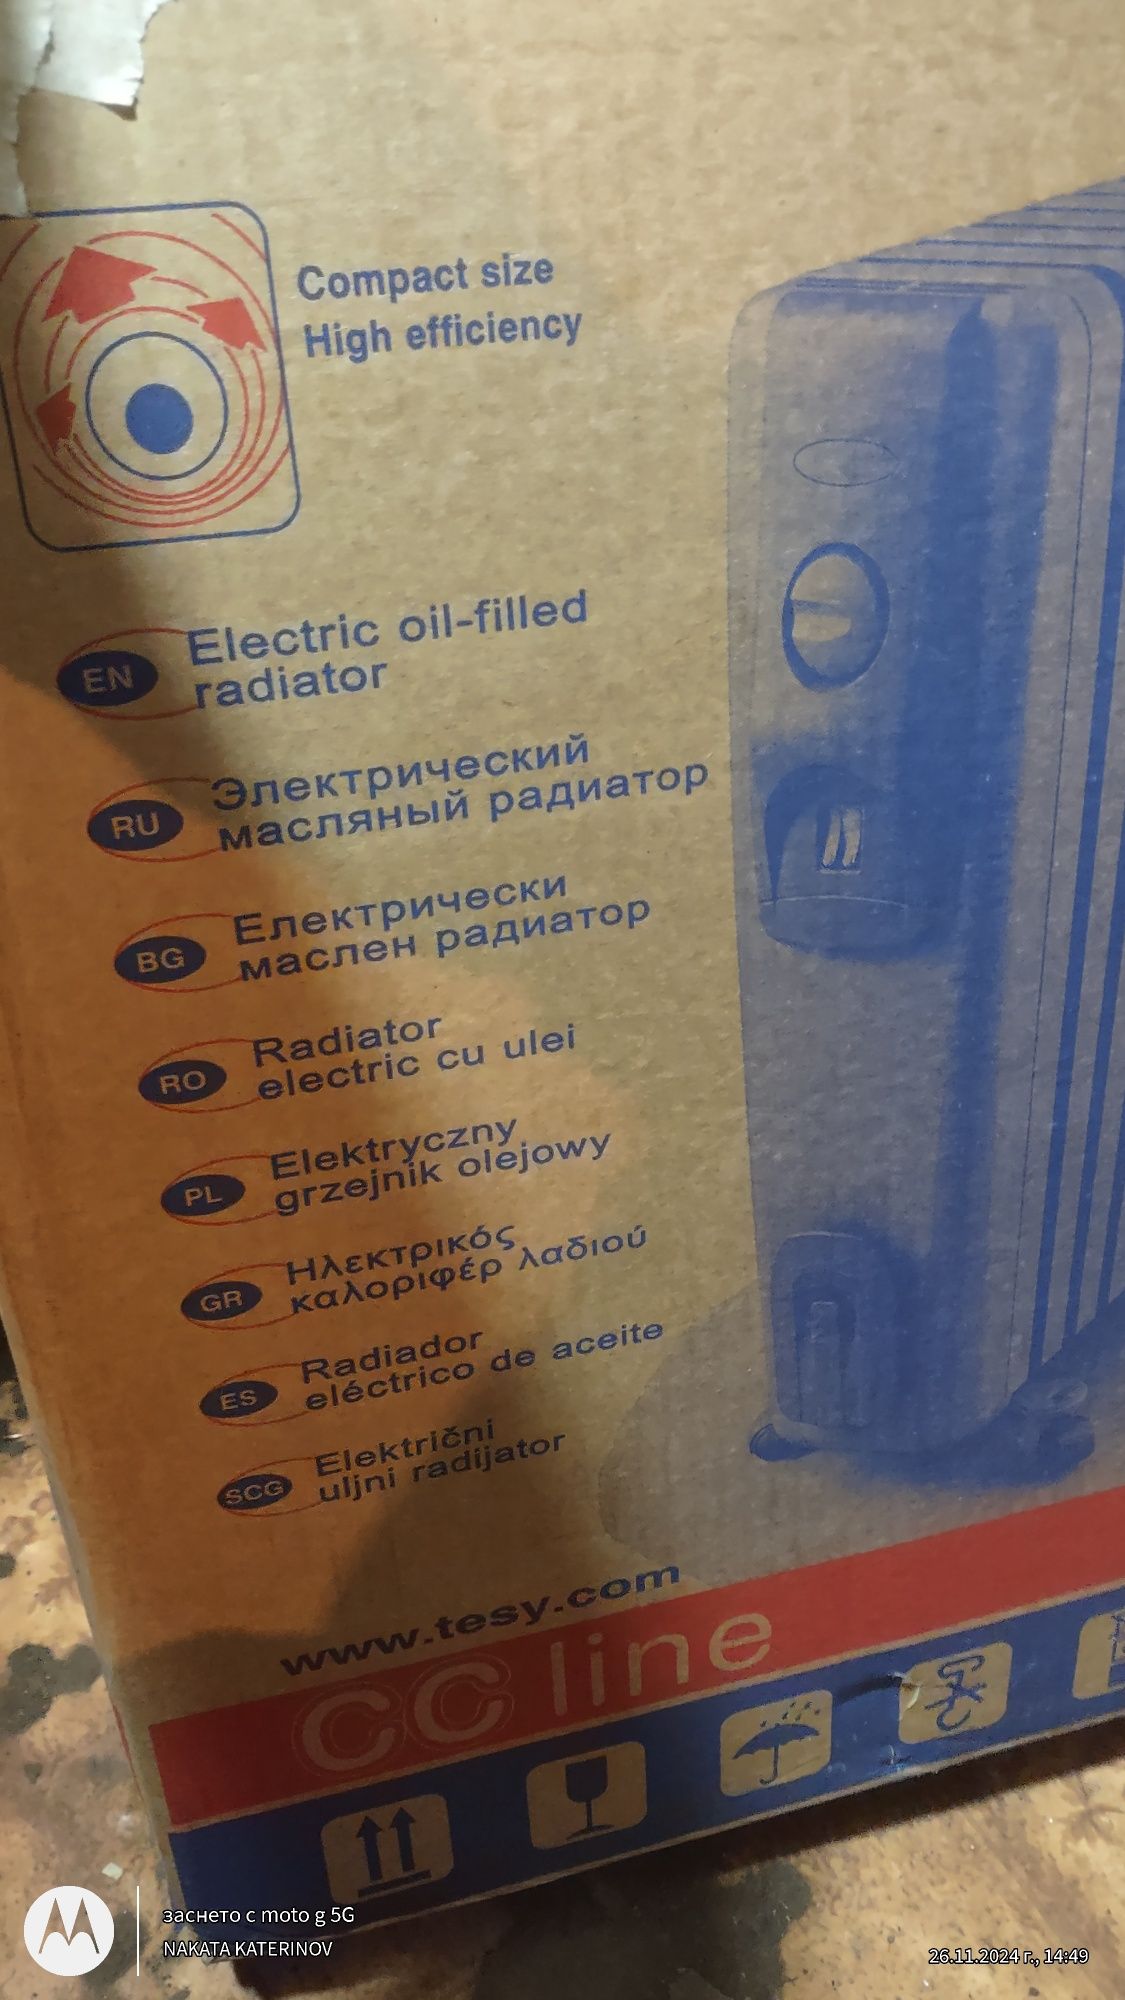 Compact size
High efficiency
EN
Electric oil-filled
radiator
RU
Электрический
масляный радиатор
BG
Електрически
маслен радиатор
RO
Radiator
electric cu ulei
PL
Elektryczny
grzejnik olejowy
GR
Ηλεκτρικός
καλοριφέρ λαδιού
ES
Radiador
eléctrico de aceite
SCG
Električni
uljni radijator
www.tesy.com
CC line
заснето с moto g 5G
NAKATA KATERINOV
26.11.2024 г., 14:49